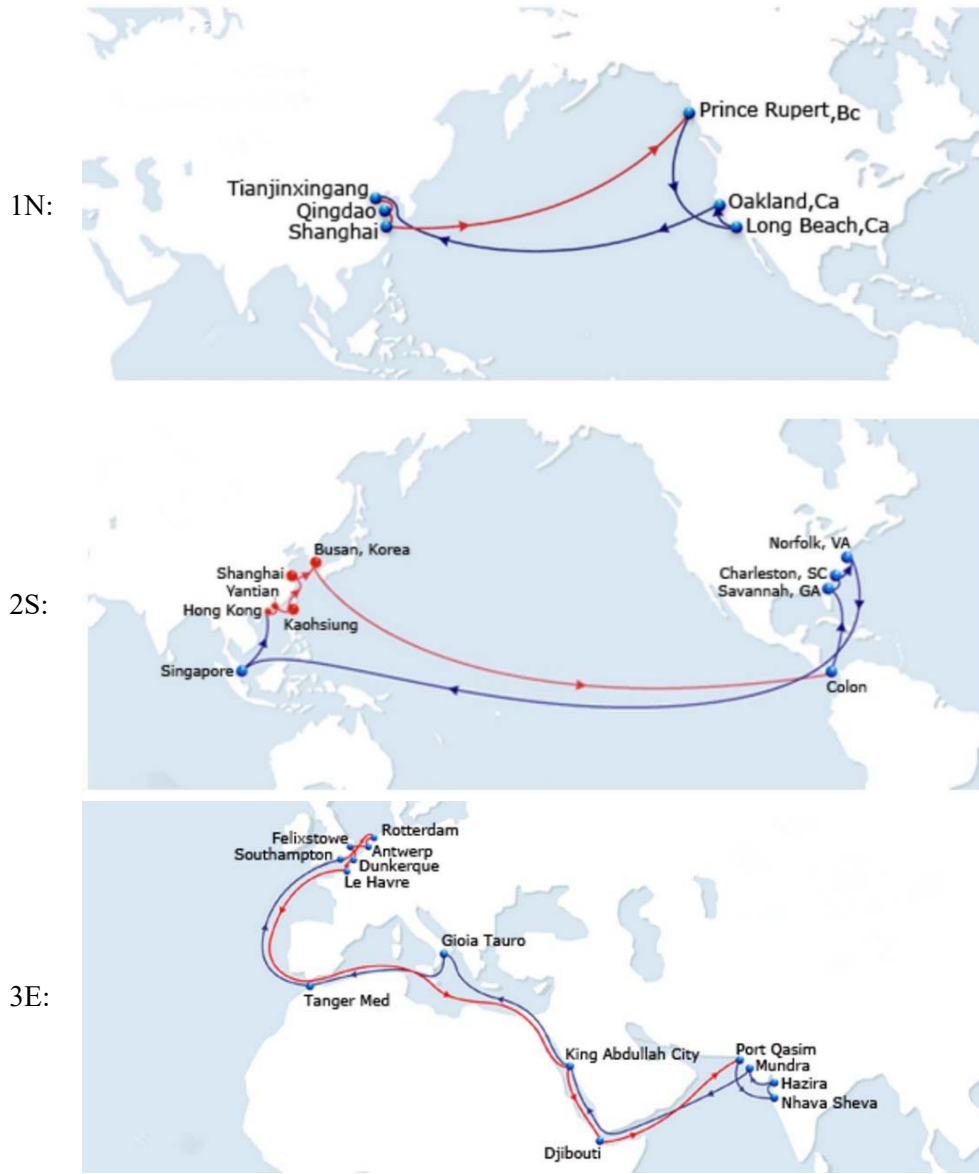 1N:
Prince Rupert,Bc
Tianjinxingang
Qingdao
Shanghai
Oakland,Ca
Long Beach,Ca
2S:
Busan, Korea
Norfolk, VA
Shanghai
Charleston, SC
Yantian
Savannah, GA
Hong Kong
Kaohsiung
Singapore
Colon
3E:
Rotterdam
Felixstowe
Antwerp
Southampton
Dunkerque
Le Havre
Gioia Tauro
Tanger Med
King Abdullah City
Port Qasim
Mundra
Hazira
Nhava Sheva
Djibouti